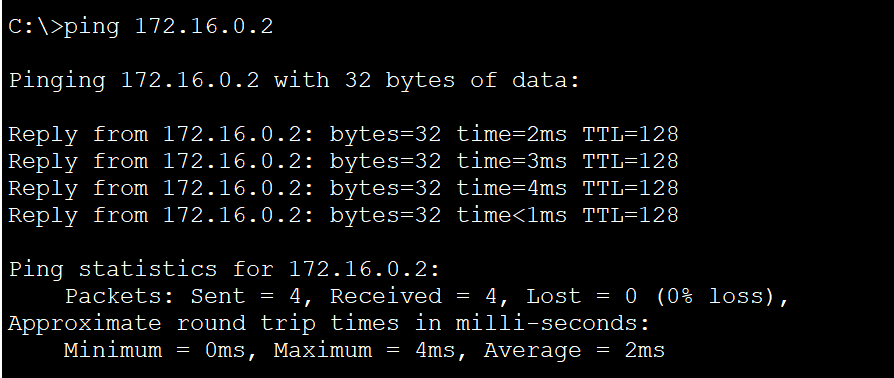 C:\>ping 172.16.0.2
Pinging 172.16.0.2 with 32 bytes of data:
Reply from 172.16.0.2: bytes=32 time=2ms TTL=128
Reply from 172.16.0.2: bytes=32 time=3ms TTL=128
Reply from 172.16.0.2: bytes=32 time=4ms TTL=128
Reply from 172.16.0.2: bytes=32 time<1ms TTL=128
Ping statistics for 172.16.0.2:
    Packets: Sent = 4, Received = 4, Lost = 0 (0% loss),
Approximate round trip times in milli-seconds:
    Minimum = 0ms, Maximum = 4ms, Average = 2ms